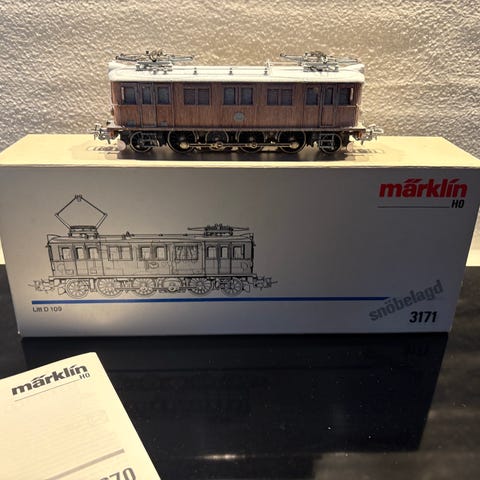 märklin
HO
snöbelagd
3171
Litt D 109
märklin
HO